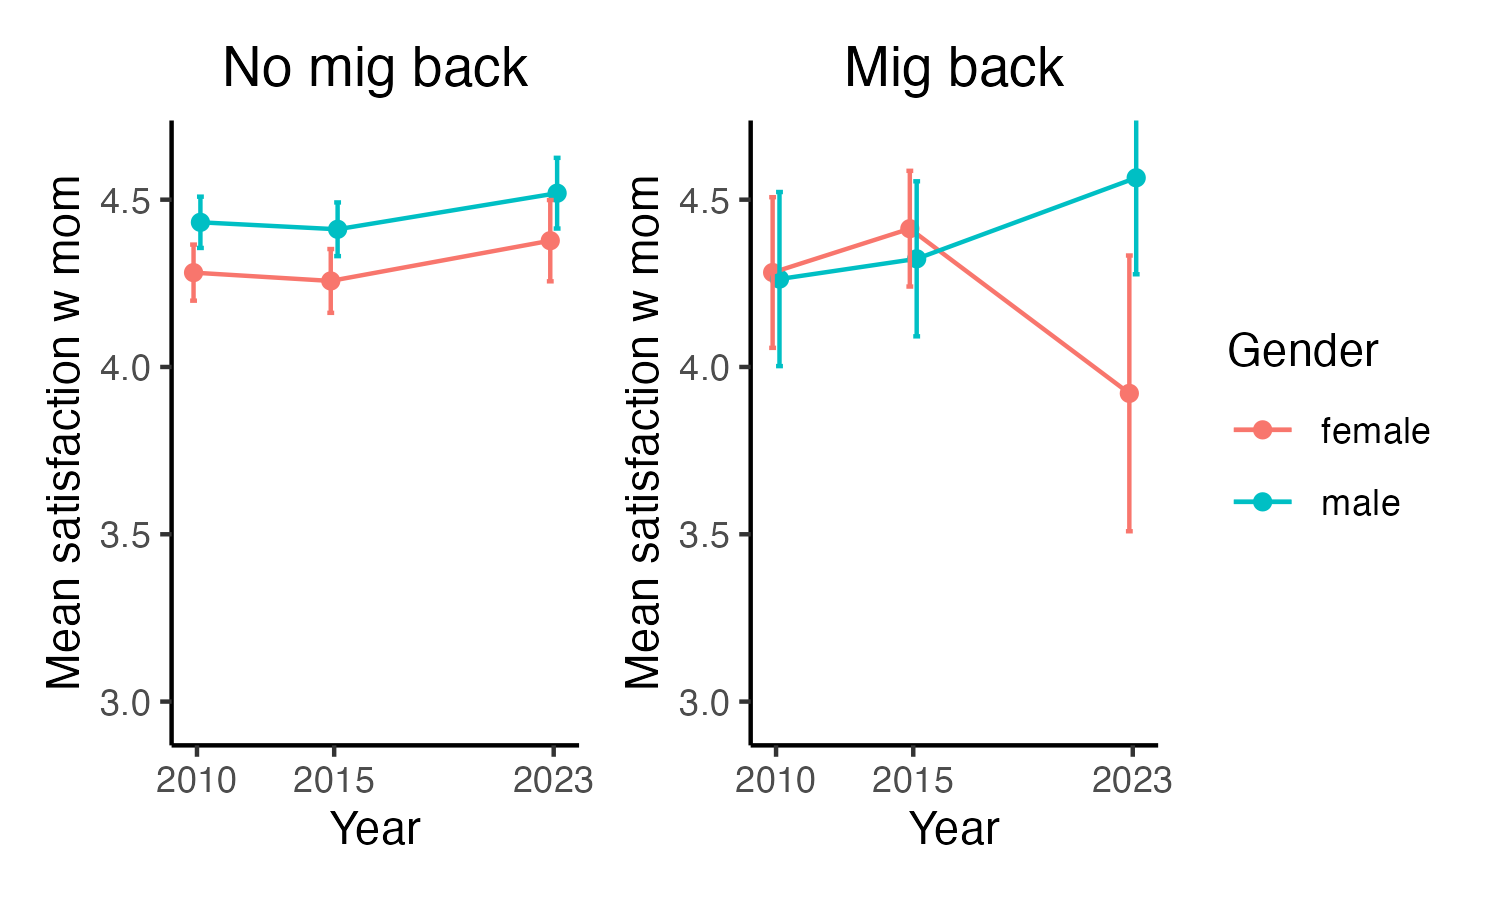 No mig back
Mean satisfaction w mom
4.5
4.0
3.5
3.0
2010 2015 2023
Year
Mig back
Mean satisfaction w mom
4.5
4.0
3.5
3.0
2010 2015 2023
Year
Gender
female
male